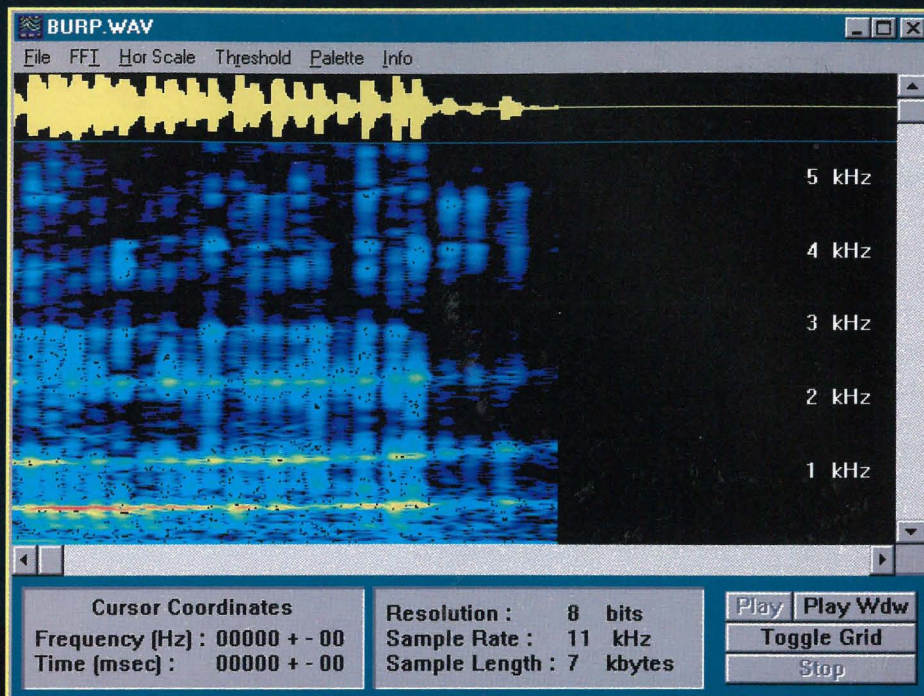 BURP.WAV
File FFT Hor Scale Threshold Palette Info
5 kHz
4 kHz
3 kHz
2 kHz
1 kHz
Cursor Coordinates
Frequency (Hz) : 00000 + - 00
Time (msec) : 00000 + - 00
Resolution : 8 bits
Sample Rate : 11 kHz
Sample Length : 7 kbytes
Play Play Wdw
Toggle Grid
Stop